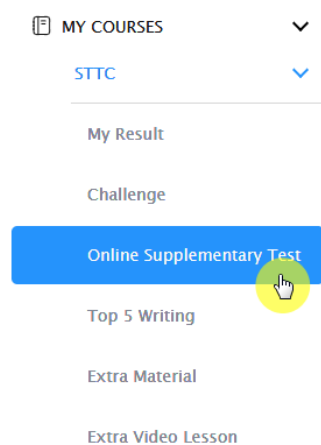 MY COURSES
STTC
My Result
Challenge
Online Supplementary Test
Top 5 Writing
Extra Material
Extra Video Lesson